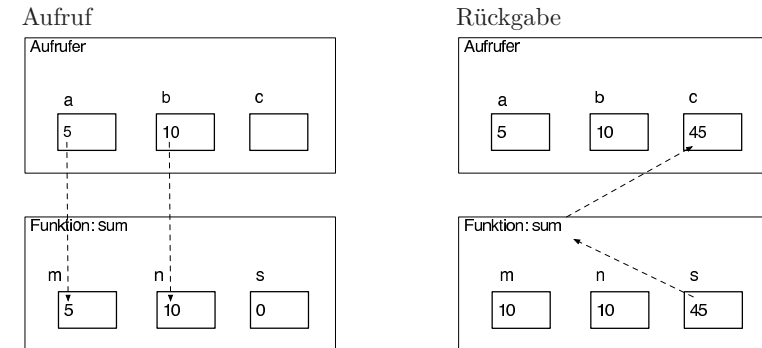 Aufruf
Aufrufer
a b c
5 10
Funktion: sum
m n s
5 10 0
Rückgabe
Aufrufer
a b c
5 10 45
Funktion: sum
m n s
10 10 45